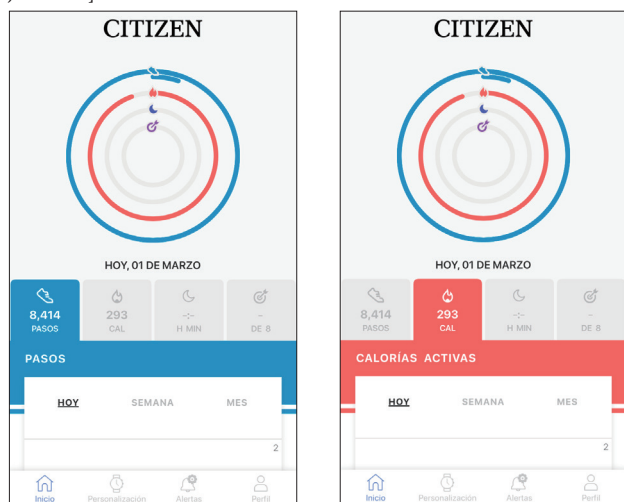 CITIZEN
HOY, 01 DE MARZO
8,414 293 -:- –
PASOS CAL H MIN DE 8
PASOS
HOY SEMANA MES
2
Inicio Personalización Alertas Perfil
CITIZEN
HOY, 01 DE MARZO
8,414 293 -:- –
PASOS CAL H MIN DE 8
CALORÍAS ACTIVAS
HOY SEMANA MES
2
Inicio Personalización Alertas Perfil